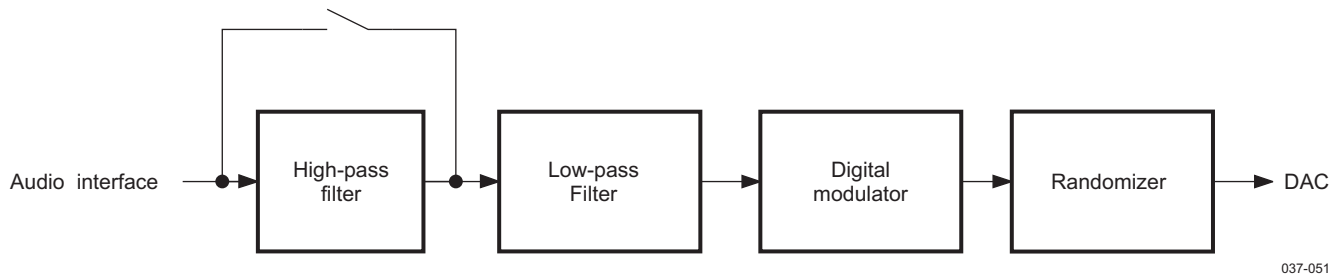 Audio interface
High-pass
filter
Low-pass
Filter
Digital
modulator
Randomizer
DAC
037-051